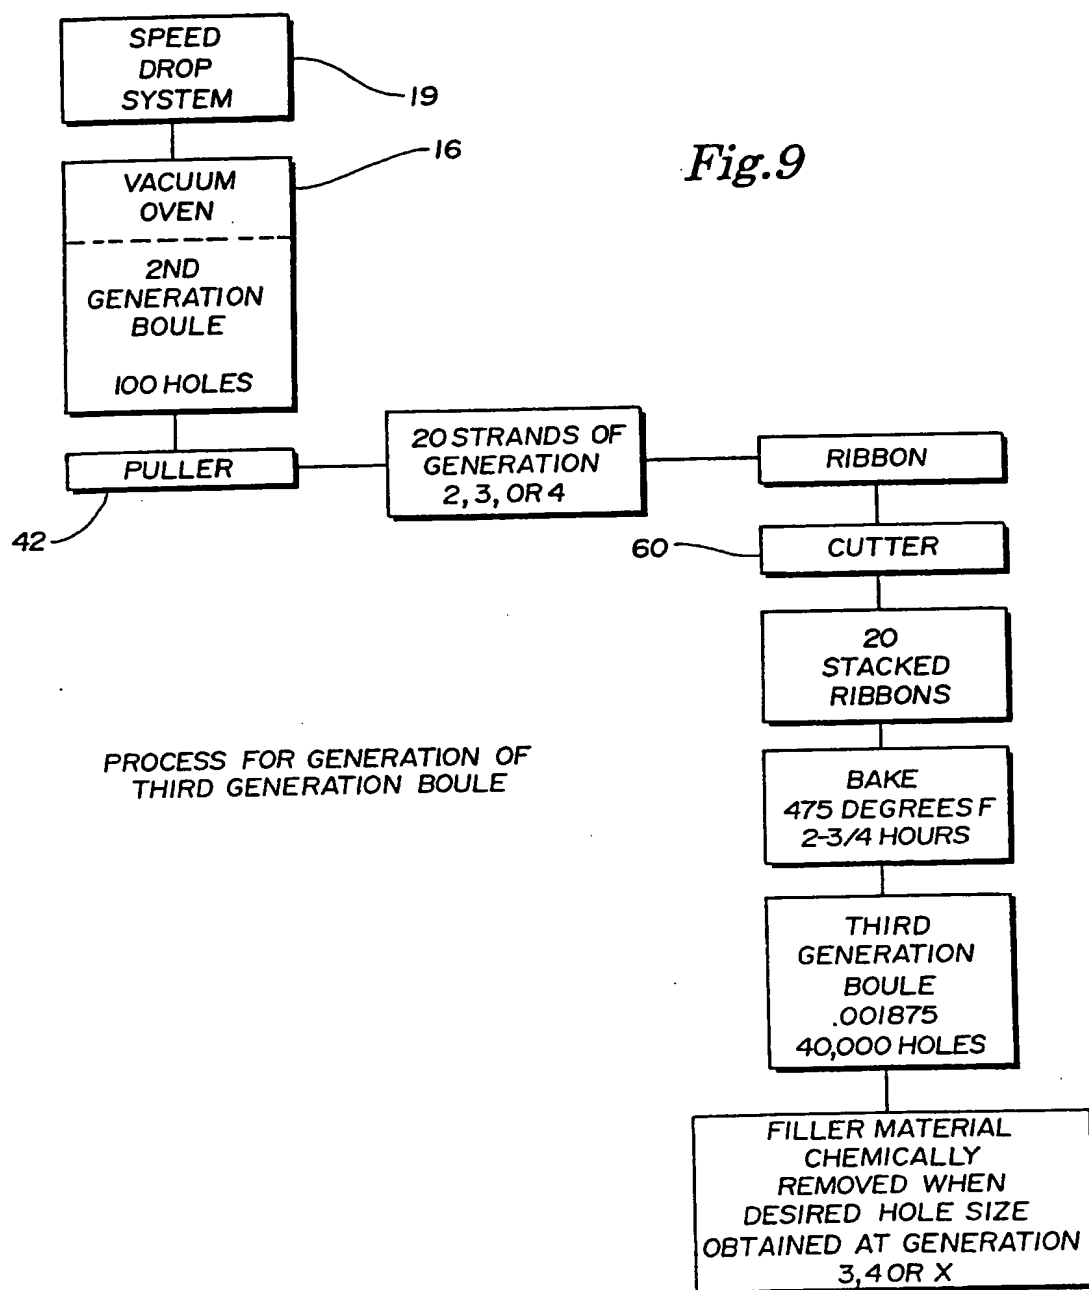 SPEED
DROP
SYSTEM
19
16
Fig.9
VACUUM
OVEN
2ND
GENERATION
BOULE
100 HOLES
PULLER
42
20 STRANDS OF
GENERATION
2, 3, OR 4
RIBBON
60
CUTTER
20
STACKED
RIBBONS
PROCESS FOR GENERATION OF
THIRD GENERATION BOULE
BAKE
475 DEGREES F
2-3/4 HOURS
THIRD
GENERATION
BOULE
.001875
40,000 HOLES
FILLER MATERIAL
CHEMICALLY
REMOVED WHEN
DESIRED HOLE SIZE
OBTAINED AT GENERATION
3, 4 OR X